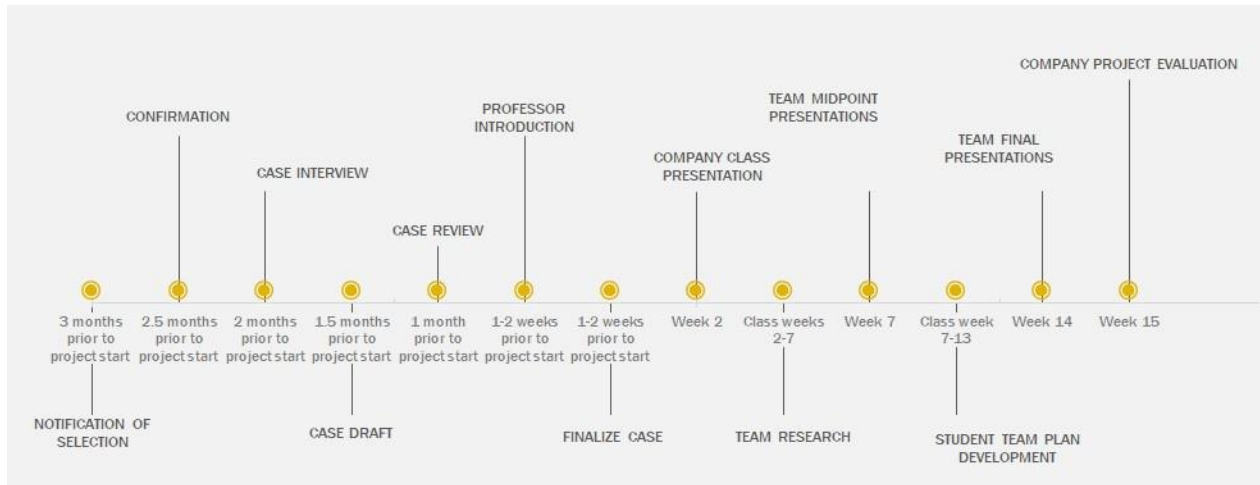 COMPANY PROJECT EVALUATION
TEAM MIDPOINT
PRESENTATIONS
PROFESSOR
INTRODUCTION
CONFIRMATION
TEAM FINAL
PRESENTATIONS
COMPANY CLASS
PRESENTATION
CASE INTERVIEW
CASE REVIEW
3 months
prior to
project start
2.5 months
prior to
project start
2 months
prior to
project start
1.5 months
prior to
project start
1 month
prior to
project start
1-2 weeks
prior to
project start
1-2 weeks
prior to
project start
Week 2
Class weeks
2-7
Week 7
Class week
7-13
Week 14
Week 15
NOTIFICATION OF
SELECTION
CASE DRAFT
FINALIZE CASE
TEAM RESEARCH
STUDENT TEAM PLAN
DEVELOPMENT